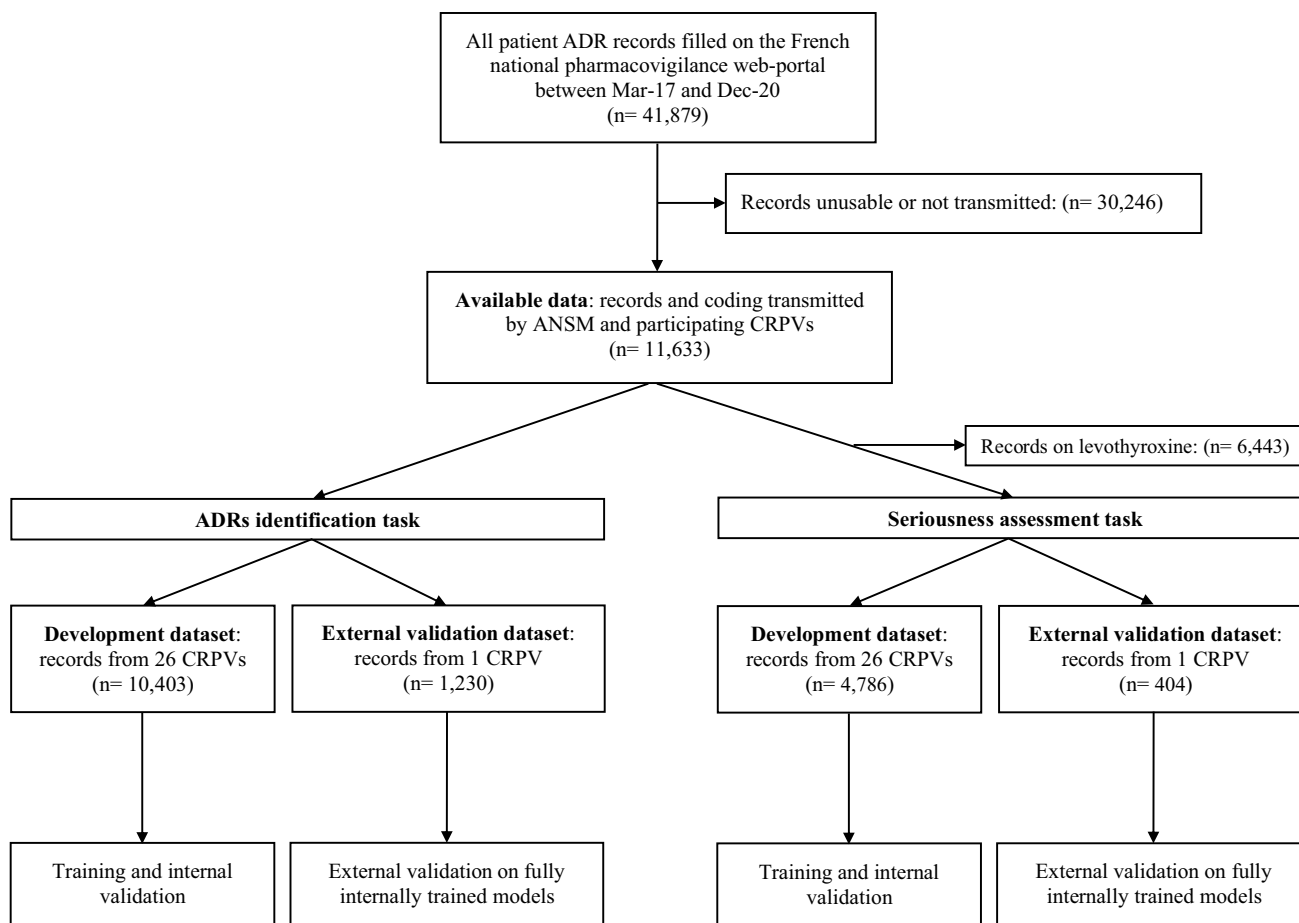 All patient ADR records filled on the French
national pharmacovigilance web-portal
between Mar-17 and Dec-20
(n= 41,879)
Records unusable or not transmitted: (n= 30,246)
Available data: records and coding transmitted
by ANSM and participating CRPVs
(n= 11,633)
Records on levothyroxine: (n= 6,443)
ADRs identification task
Seriousness assessment task
Development dataset:
records from 26 CRPVs
(n= 10,403)
External validation dataset:
records from 1 CRPV
(n= 1,230)
Development dataset:
records from 26 CRPVs
(n= 4,786)
External validation dataset:
records from 1 CRPV
(n= 404)
Training and internal
validation
External validation on fully
internally trained models
Training and internal
validation
External validation on fully
internally trained models